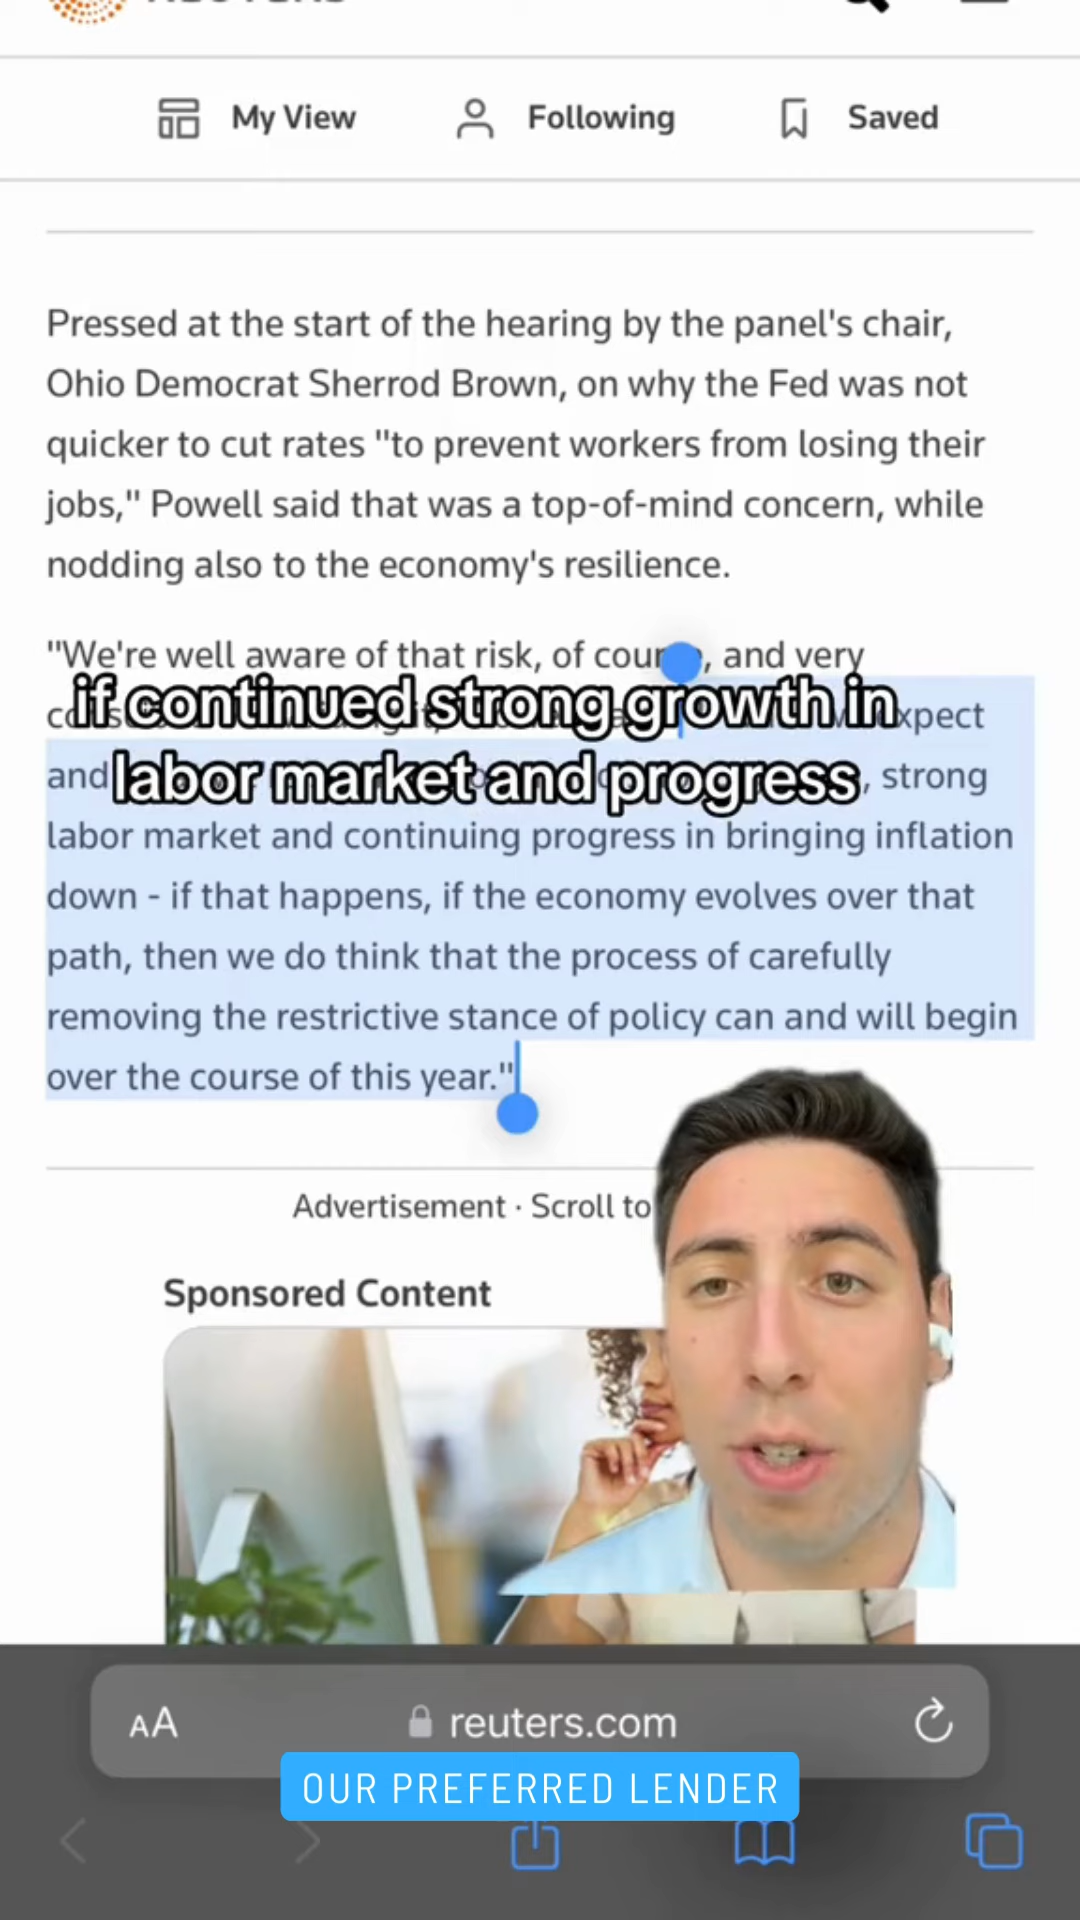 My View
Following
Saved
Pressed at the start of the hearing by the panel's chair,
Ohio Democrat Sherrod Brown, on why the Fed was not
quicker to cut rates "to prevent workers from losing their
jobs," Powell said that was a top-of-mind concern, while
nodding also to the economy's resilience.
"We're well aware of that risk, of course, and very
if continued strong growth in
labor market and progress
expect
and
, strong
labor market and continuing progress in bringing inflation
down - if that happens, if the economy evolves over that
path, then we do think that the process of carefully
removing the restrictive stance of policy can and will begin
over the course of this year."
Advertisement · Scroll to
Sponsored Content
AA
reuters.com
OUR PREFERRED LENDER